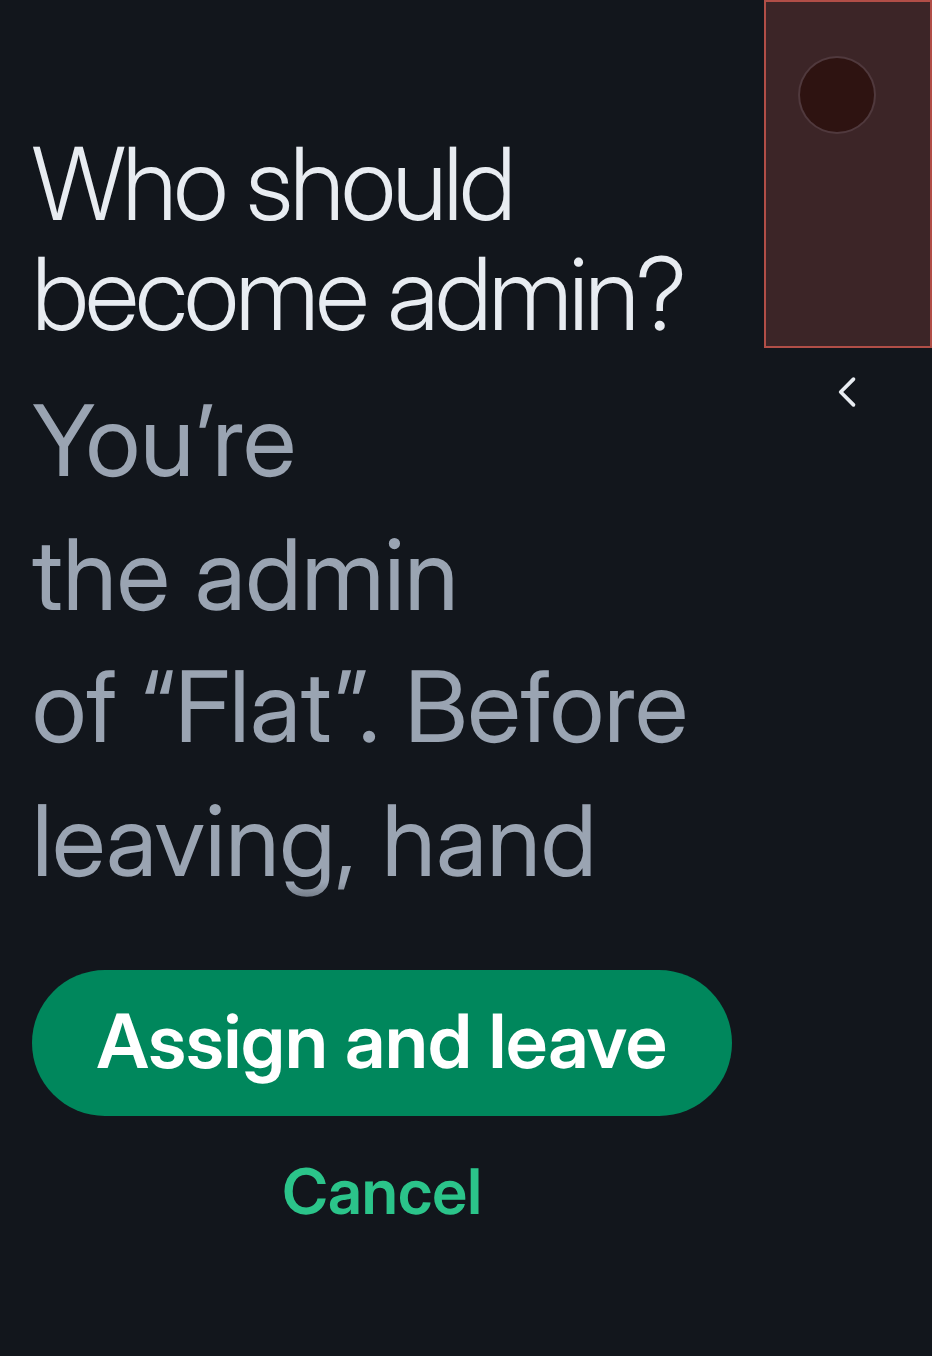 Who should
become admin?
You’re
the admin
of “Flat”. Before
leaving, hand
Assign and leave
Cancel